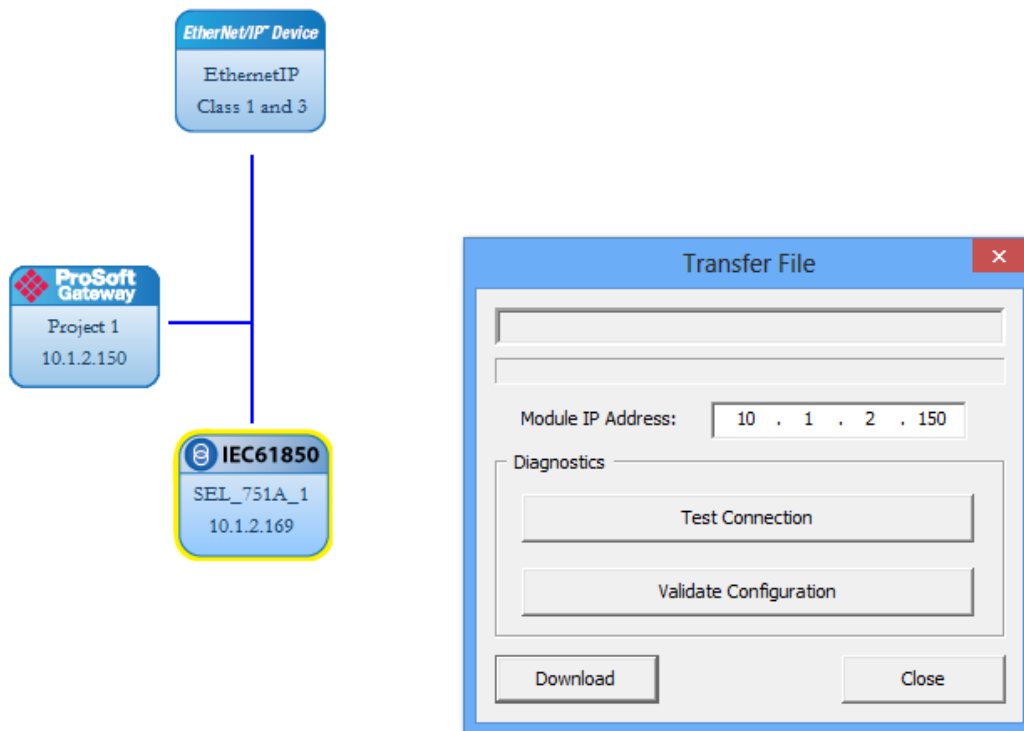 EtherNet/IP™ Device
EthernetIP
Class 1 and 3
ProSoft
Gateway
Project 1
10.1.2.150
IEC61850
SEL_751A_1
10.1.2.169
Transfer File
Module IP Address: 10 . 1 . 2 . 150
Diagnostics
Test Connection
Validate Configuration
Download Close